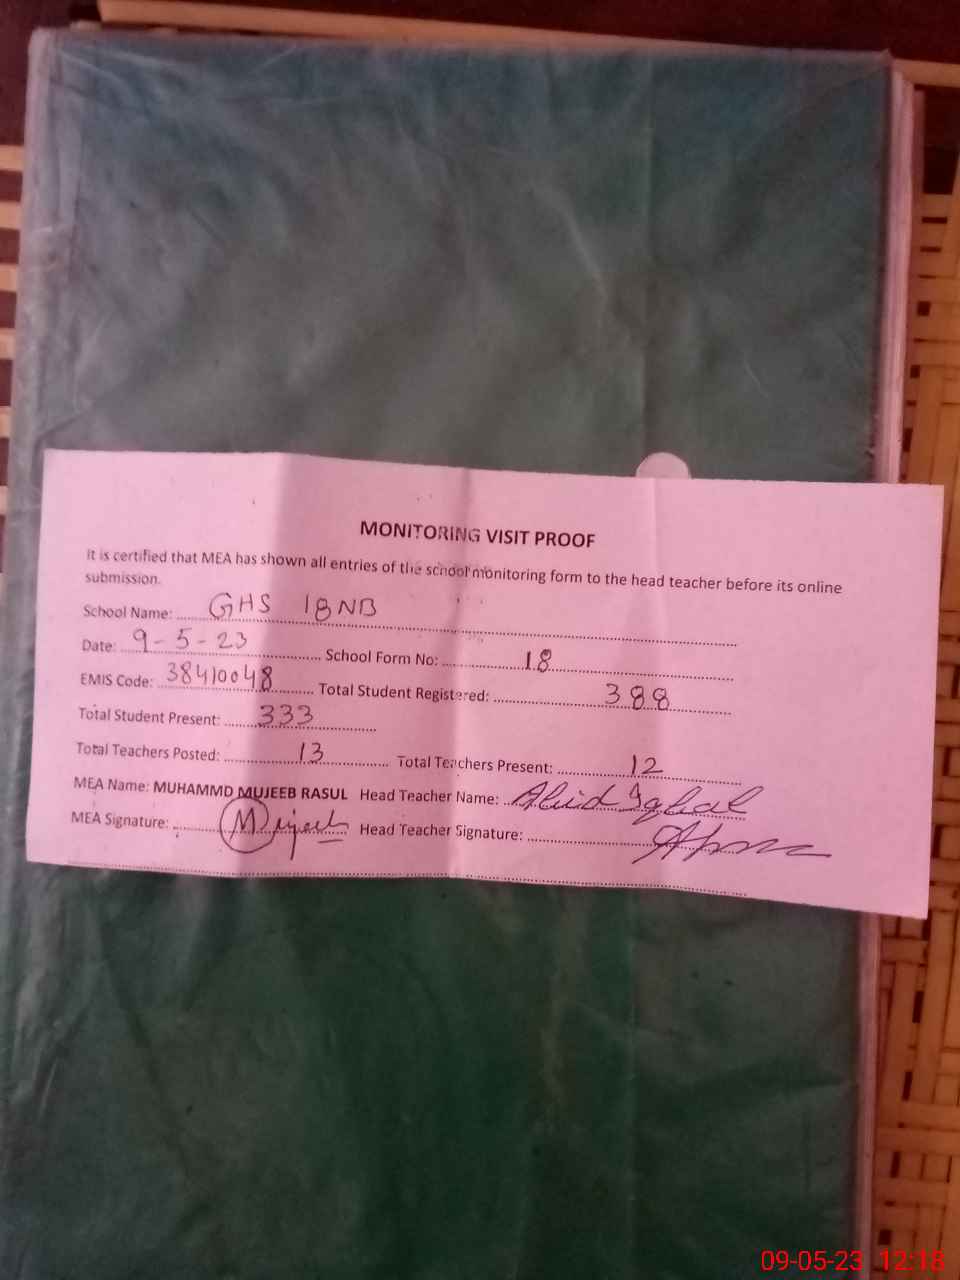 MONITORING VISIT PROOF
It is certified that MEA has shown all entries of the school monitoring form to the head teacher before its online
submission.
School Name: GHS 18NB
Date: 9-5-23 School Form No: 18
EMIS Code: 38410048 Total Student Registered: 388
Total Student Present: 333
Total Teachers Posted: 13 Total Teachers Present: 12
MEA Name: MUHAMMD MUJEEB RASUL Head Teacher Name: Abid Iqbal
MEA Signature: Mujeeb Head Teacher Signature:
09-05-23 12:18